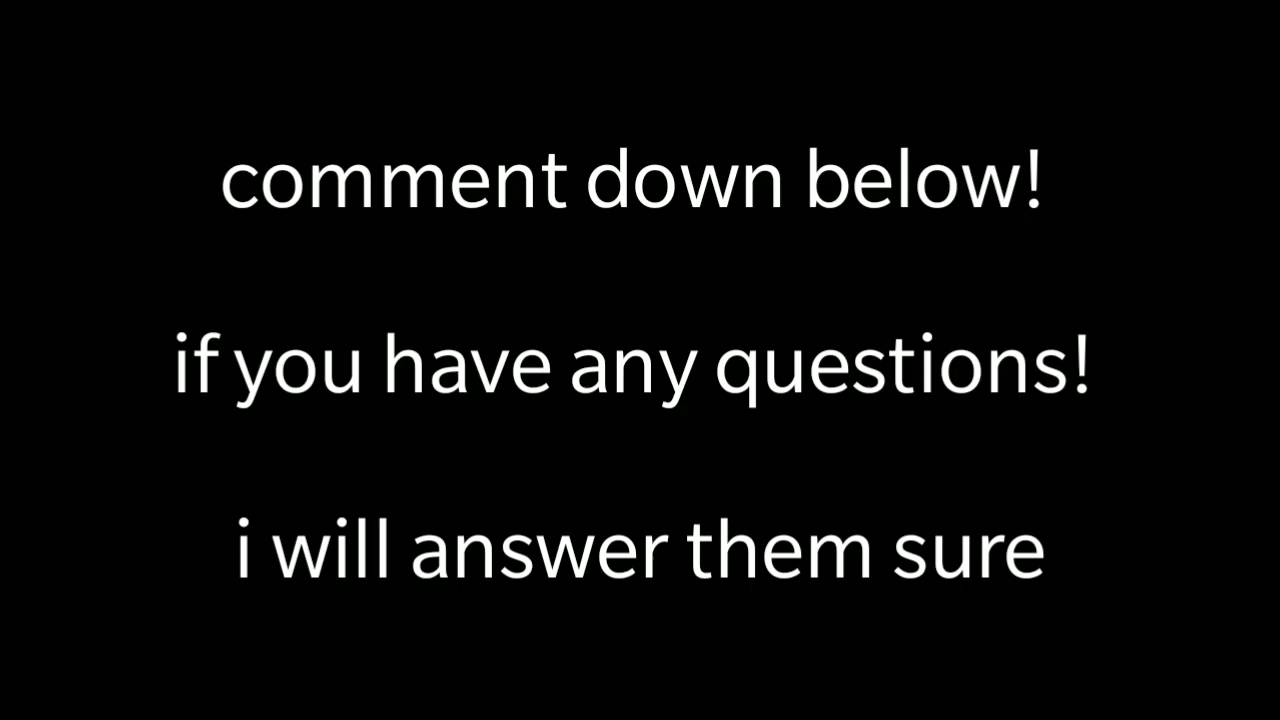 comment down below!
if you have any questions!
i will answer them sure